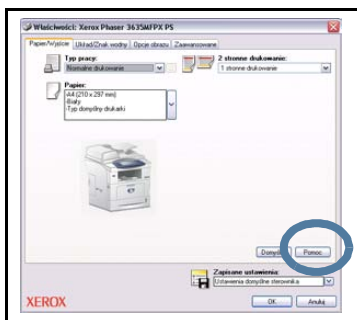 Właściwości: Xerox Phaser 3635MFPX PS
Papier/Wyjście Układ/Znak wodny Opcje obrazu Zaawansowane
Typ pracy:
Normalne drukowanie
2 stronne drukowanie:
1 stronne drukowanie
Papier:
-A4 (210 x 297 mm)
-Biały
-Typ domyślny drukarki
Pomoc
Zapisane ustawienia:
Ustawienia domyślne sterownika
XEROX
OK
Anuluj